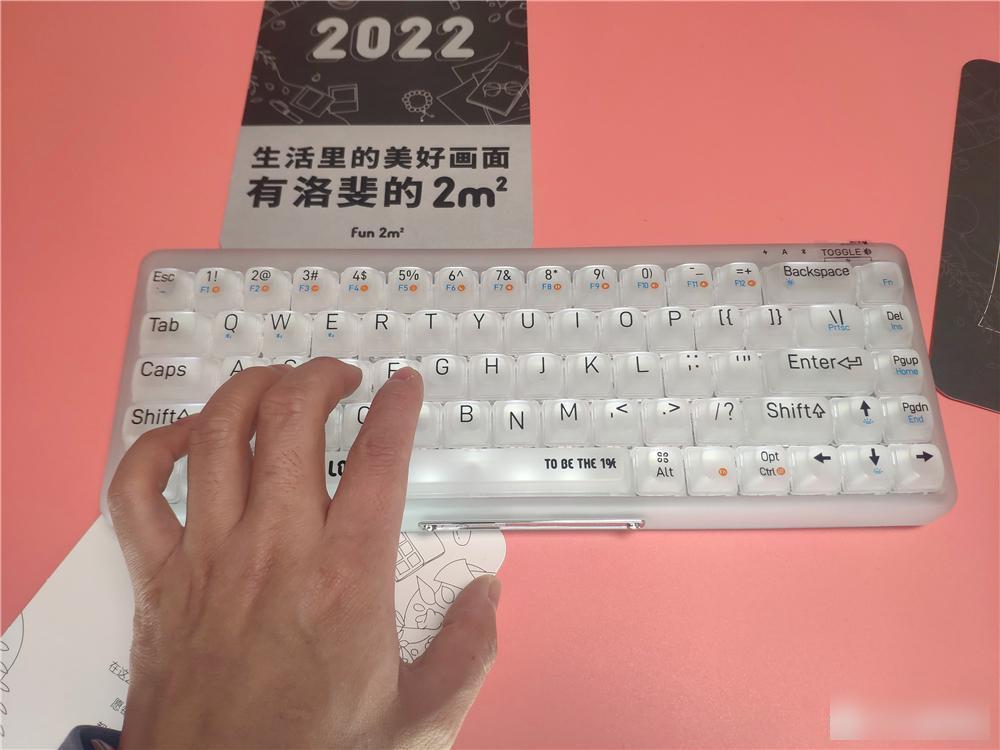 2022
生活里的美好画面
有洛斐的2m²
Fun 2m²
A TOGGLE
Esc 1! 2@ 3# 4$ 5% 6^ 7& 8* 9( 0) -_ =+ Backspace
F1 F2 F3 F4 F5 F6 F7 F8 F9 F10 F11 F12 Fn
Tab Q W E R T Y U I O P [{ ]} \| Del
Prtsc Ins
Caps A F G H J K L ;: '" Enter Pgup
Home
Shift C B N M ,< .> /? Shift Pgdn
End
TO BE THE 1% Alt Opt
Ctrl
在这